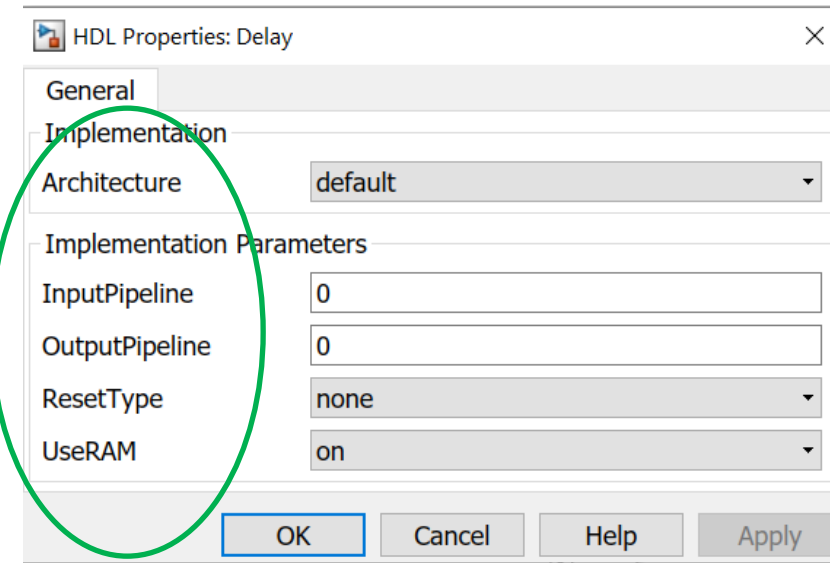 HDL Properties: Delay
General
Implementation
Architecture default
Implementation Parameters
InputPipeline 0
OutputPipeline 0
ResetType none
UseRAM on
OK Cancel Help Apply